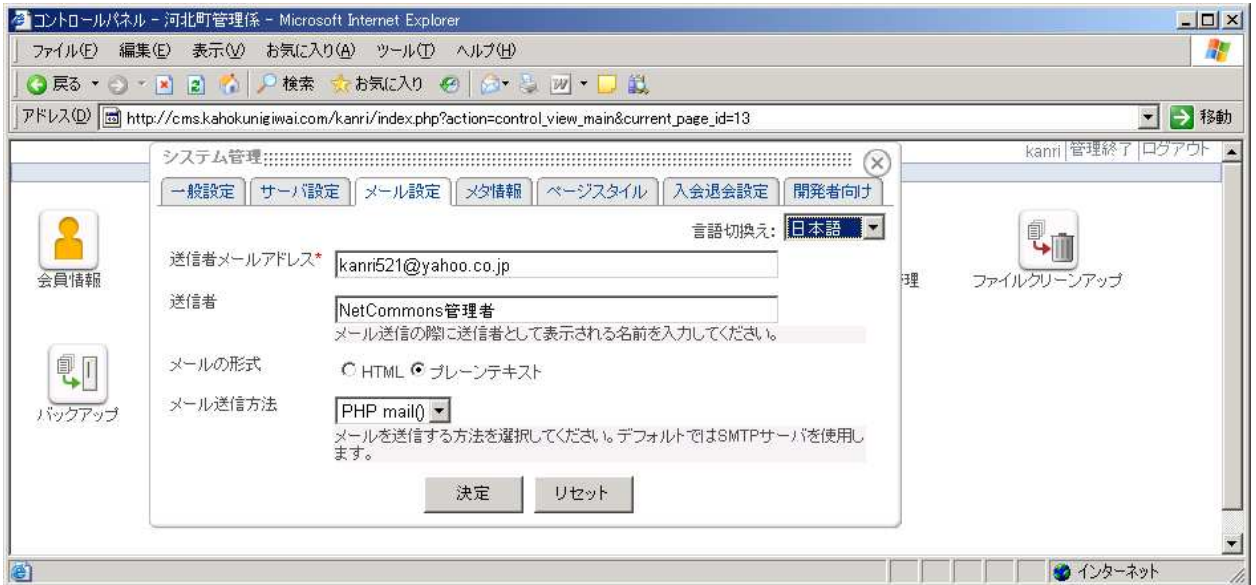 コントロールパネル - 河北町管理係 - Microsoft Internet Explorer
ファイル(F) 編集(E) 表示(V) お気に入り(A) ツール(T) ヘルプ(H)
戻る 検索 お気に入り
アドレス(D) http://cms.kahokunigiwai.com/kanri/index.php?action=control_view_main&current_page_id=13 移動
kanri |管理終了|ログアウト
システム管理
一般設定 サーバ設定 メール設定 メタ情報 ページスタイル 入会退会設定 開発者向け
言語切換え: 日本語
送信者メールアドレス* kanri521@yahoo.co.jp
会員情報 理 ファイルクリーンアップ
送信者 NetCommons管理者
メール送信の際に送信者として表示される名前を入力してください。
メールの形式 HTML プレーンテキスト
メール送信方法 PHP mail()
バックアップ
メールを送信する方法を選択してください。デフォルトではSMTPサーバを使用し
ます。
決定 リセット
インターネット